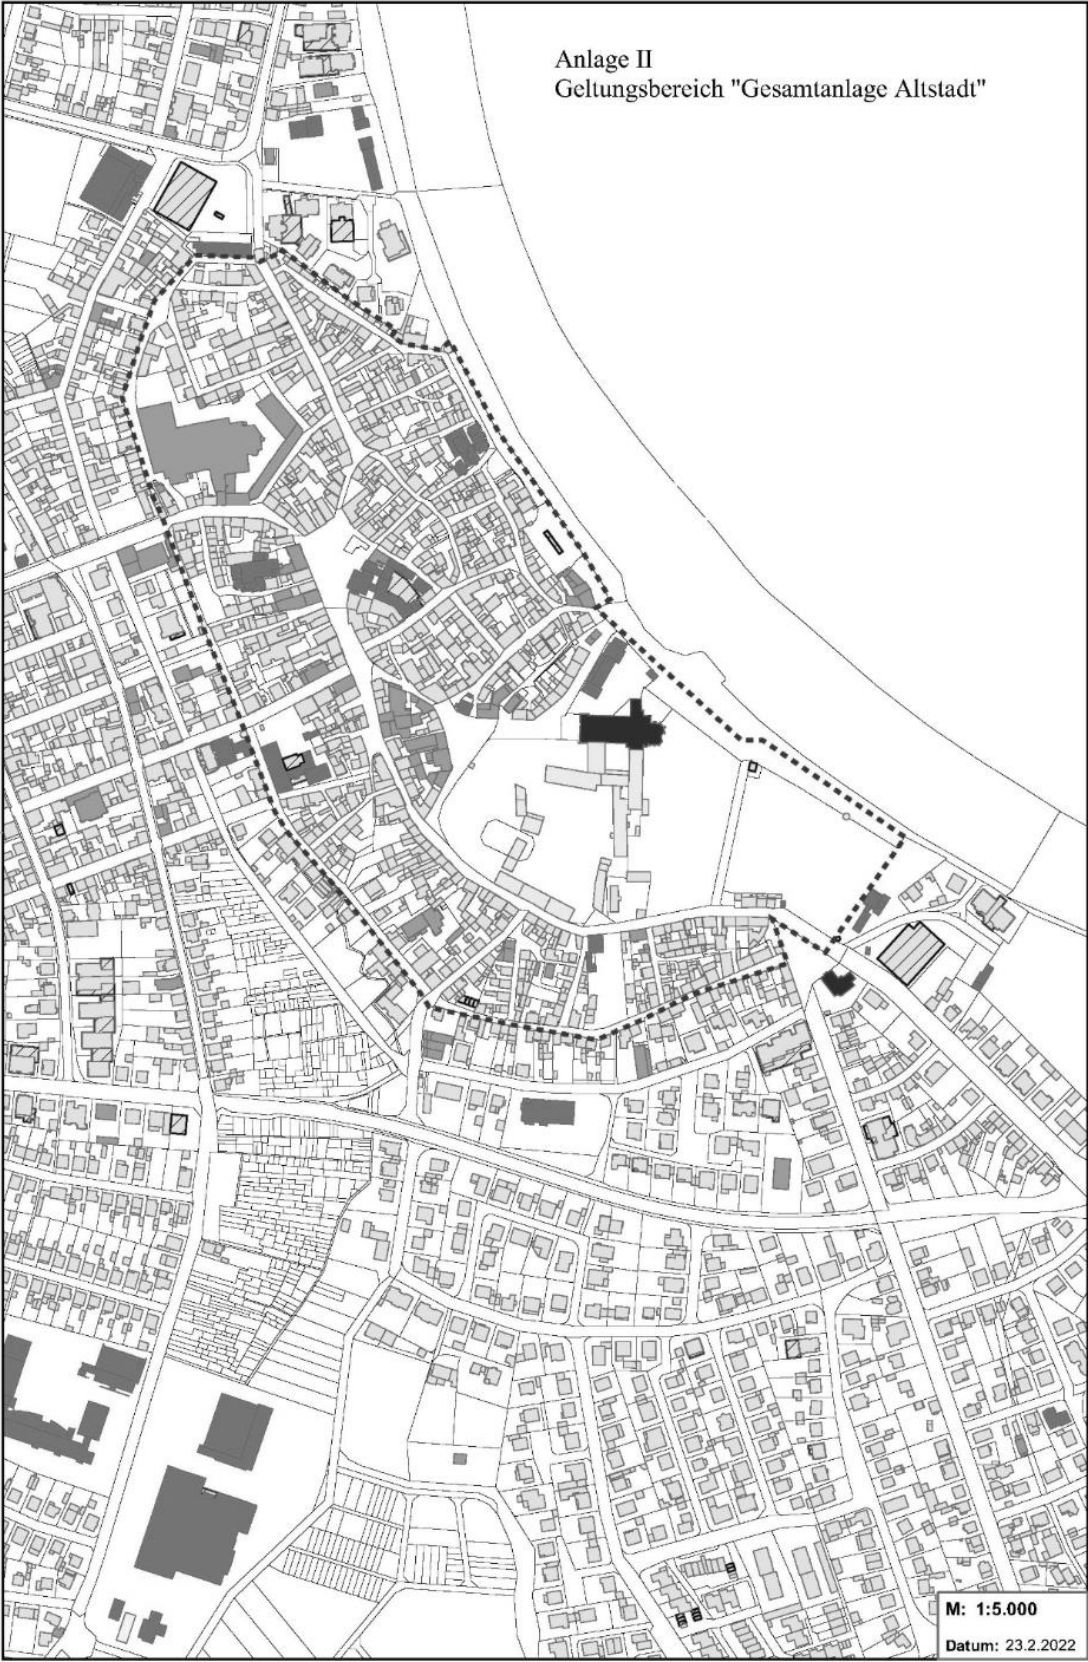 Anlage II
Geltungsbereich "Gesamtanlage Altstadt"
M: 1:5.000
Datum: 23.2.2022